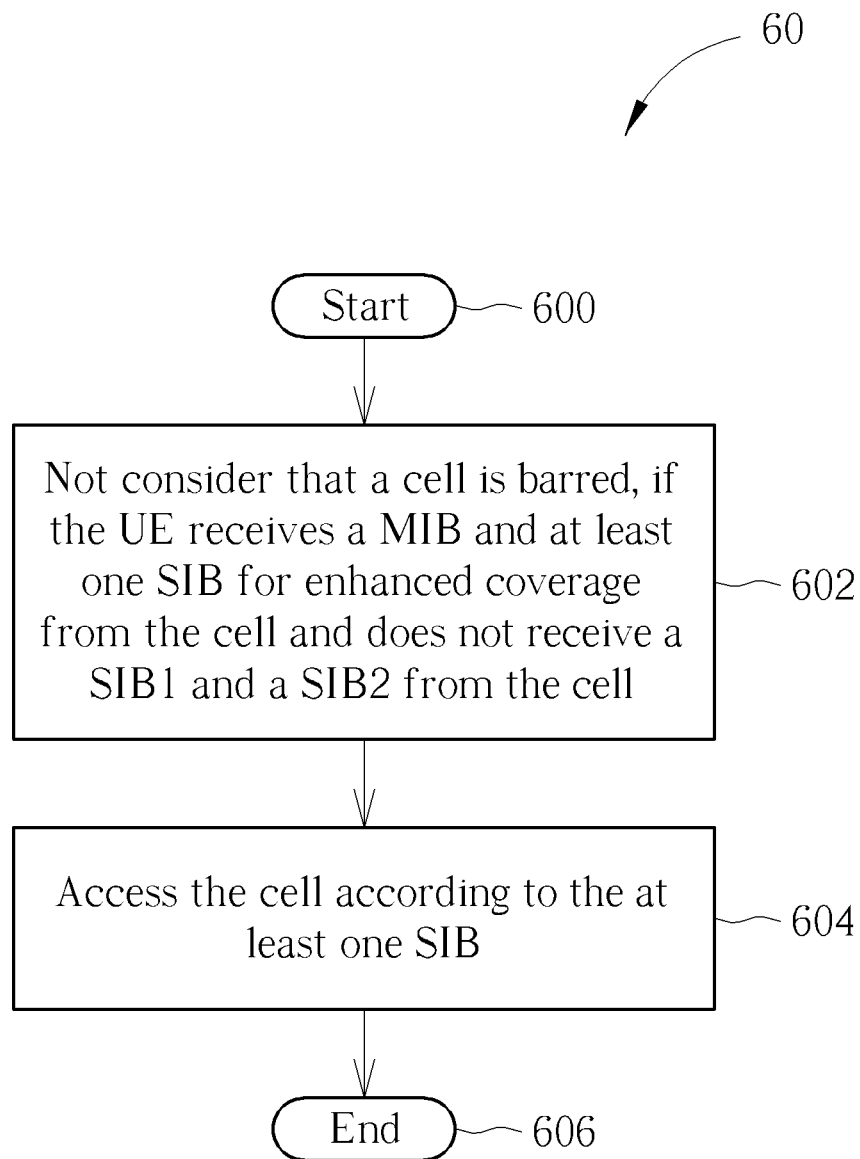 60
Start
600
Not consider that a cell is barred, if
the UE receives a MIB and at least
one SIB for enhanced coverage
from the cell and does not receive a
SIB1 and a SIB2 from the cell
602
Access the cell according to the at
least one SIB
604
End
606